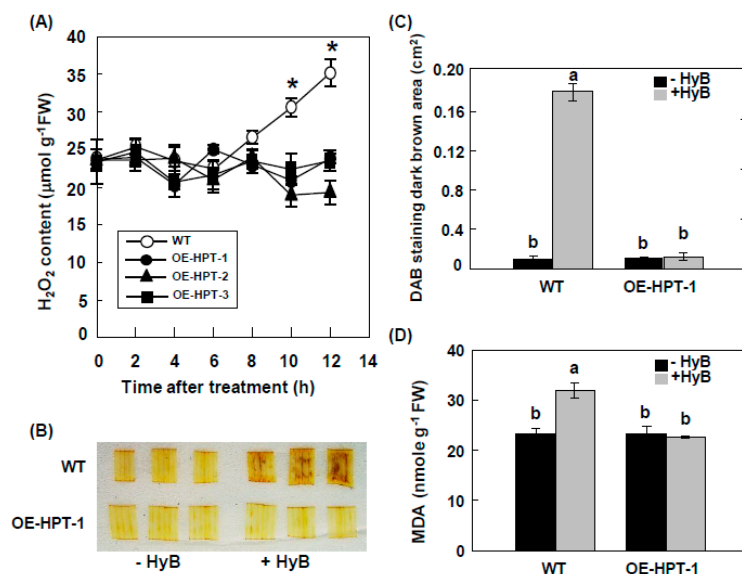 (A)
40
35
30
25
20
15
10
5
0
H₂O₂ content (μmol g⁻¹FW)
*
*
WT
OE-HPT-1
OE-HPT-2
OE-HPT-3
0 2 4 6 8 10 12 14
Time after treatment (h)
(B)
WT
OE-HPT-1
- HyB + HyB
(C)
DAB staining dark brown area (cm²)
0.20
0.16
0.12
0.08
0.04
0
- HyB
+HyB
a
b
b b
WT OE-HPT-1
(D)
MDA (nmole g⁻¹ FW)
40
30
20
10
0
- HyB
+HyB
a
b
b b
WT OE-HPT-1